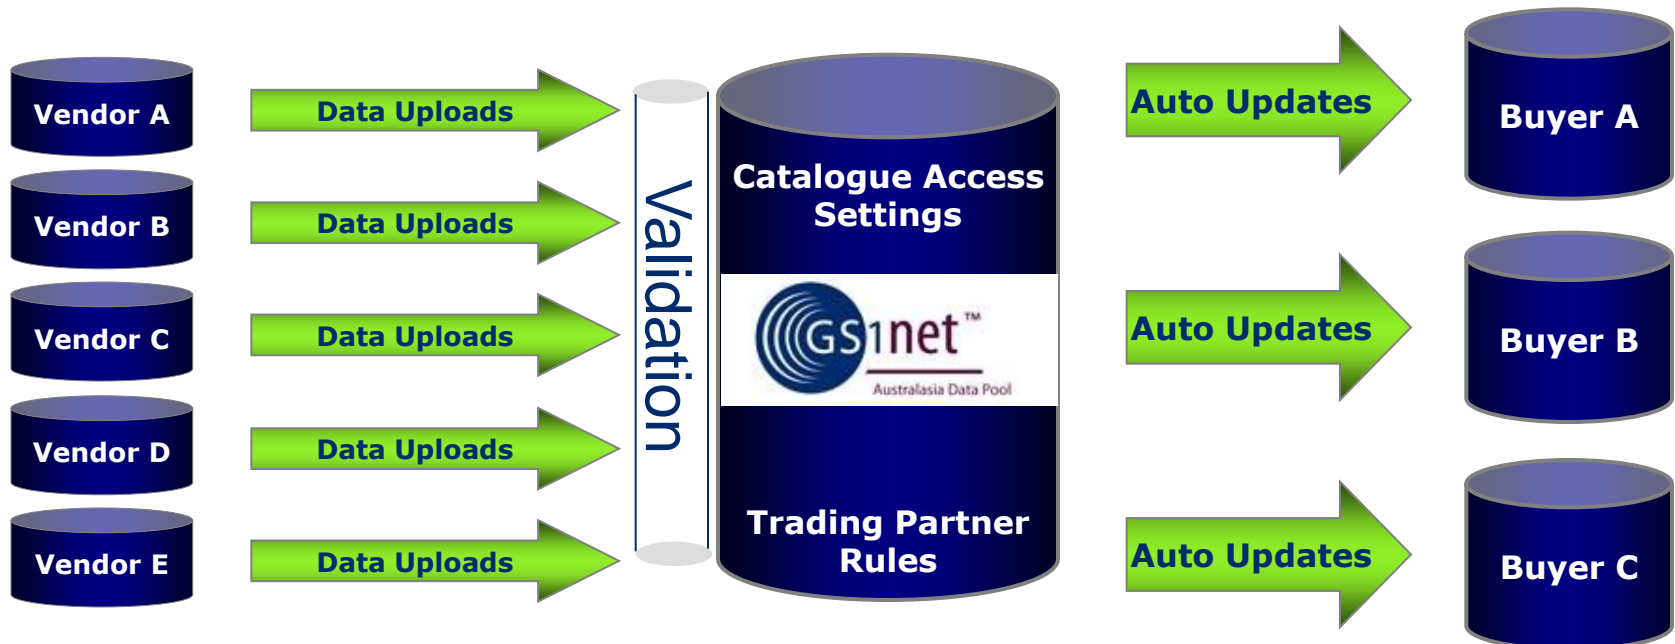 Vendor A
Data Uploads
Vendor B
Data Uploads
Vendor C
Data Uploads
Vendor D
Data Uploads
Vendor E
Data Uploads
Validation
Catalogue Access
Settings
GS1net™
Australasia Data Pool
Trading Partner
Rules
Auto Updates
Buyer A
Auto Updates
Buyer B
Auto Updates
Buyer C